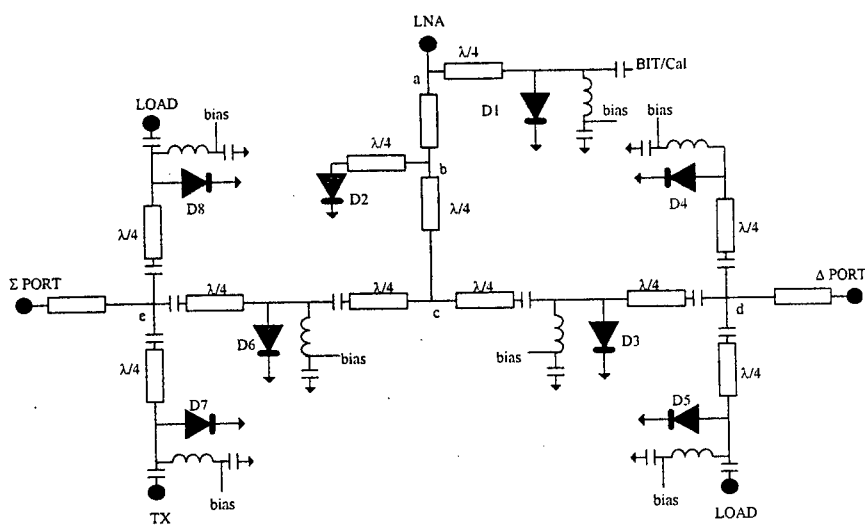 LNA
λ/4
a
BIT/Cal
D1
bias
bias
LOAD
bias
λ/4
b
D2
D8
D4
λ/4
λ/4
λ/4
Σ PORT
e
λ/4
λ/4
c
λ/4
λ/4
d
Δ PORT
D6
bias
bias
D3
λ/4
λ/4
D7
D5
bias
TX
bias
LOAD